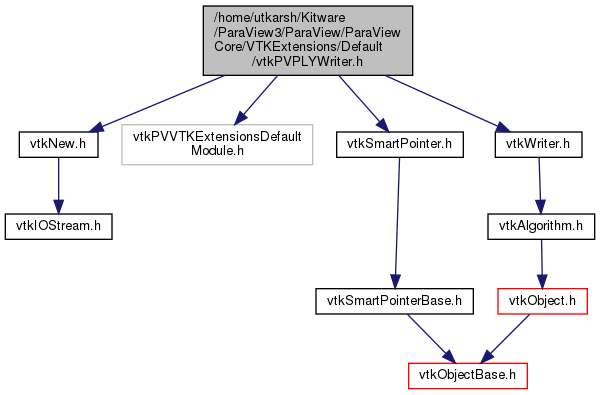 /home/utkarsh/Kitware
/ParaView3/ParaView/ParaView
Core/VTKExtensions/Default
/vtkPVPLYWriter.h
vtkNew.h
vtkPVVTKExtensionsDefault
Module.h
vtkSmartPointer.h
vtkWriter.h
vtkIOStream.h
vtkAlgorithm.h
vtkSmartPointerBase.h
vtkObject.h
vtkObjectBase.h